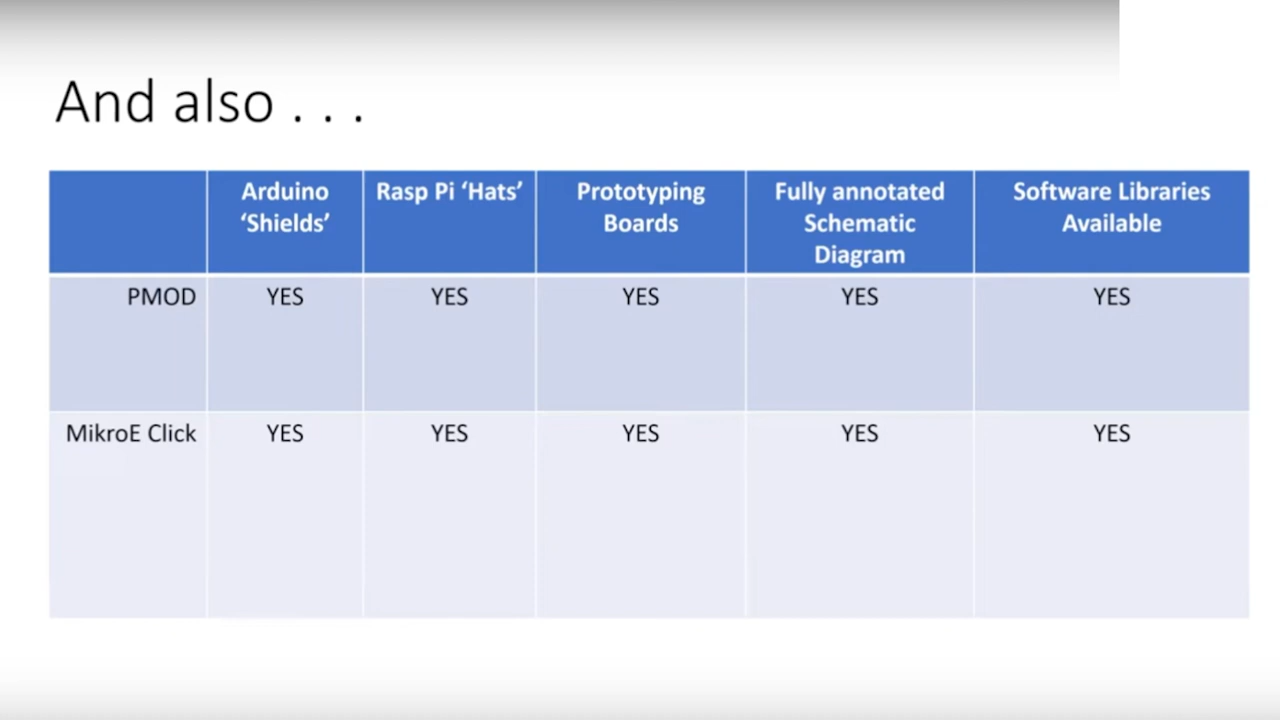 And also . . .
Arduino
‘Shields’
Rasp Pi ‘Hats’
Prototyping
Boards
Fully annotated
Schematic
Diagram
Software Libraries
Available
PMOD YES YES YES YES YES
MikroE Click YES YES YES YES YES